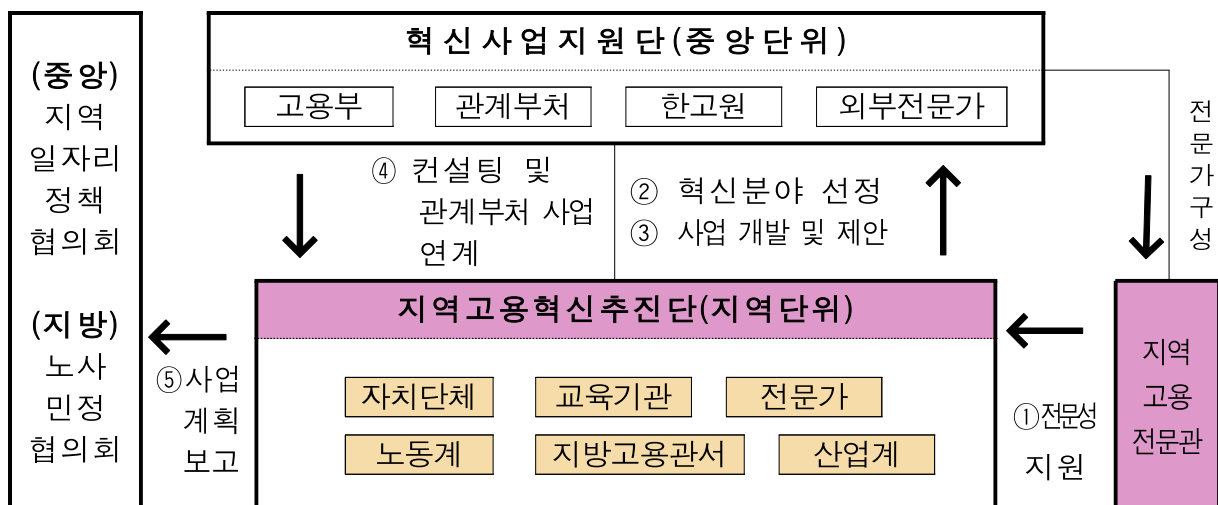 (중앙)
지역
일자리
정책
협의회
(지방)
노사
민정
협의회
혁신사업지원단(중앙단위)
고용부 관계부처 한고원 외부전문가
④ 컨설팅 및
관계부처 사업
연계
② 혁신분야 선정
③ 사업 개발 및 제안
전
문
가
구
성
지역고용혁신추진단(지역단위)
자치단체 교육기관 전문가
노동계 지방고용관서 산업계
⑤사업
계획
보고
①전문성
지원
지역
고용
전문관